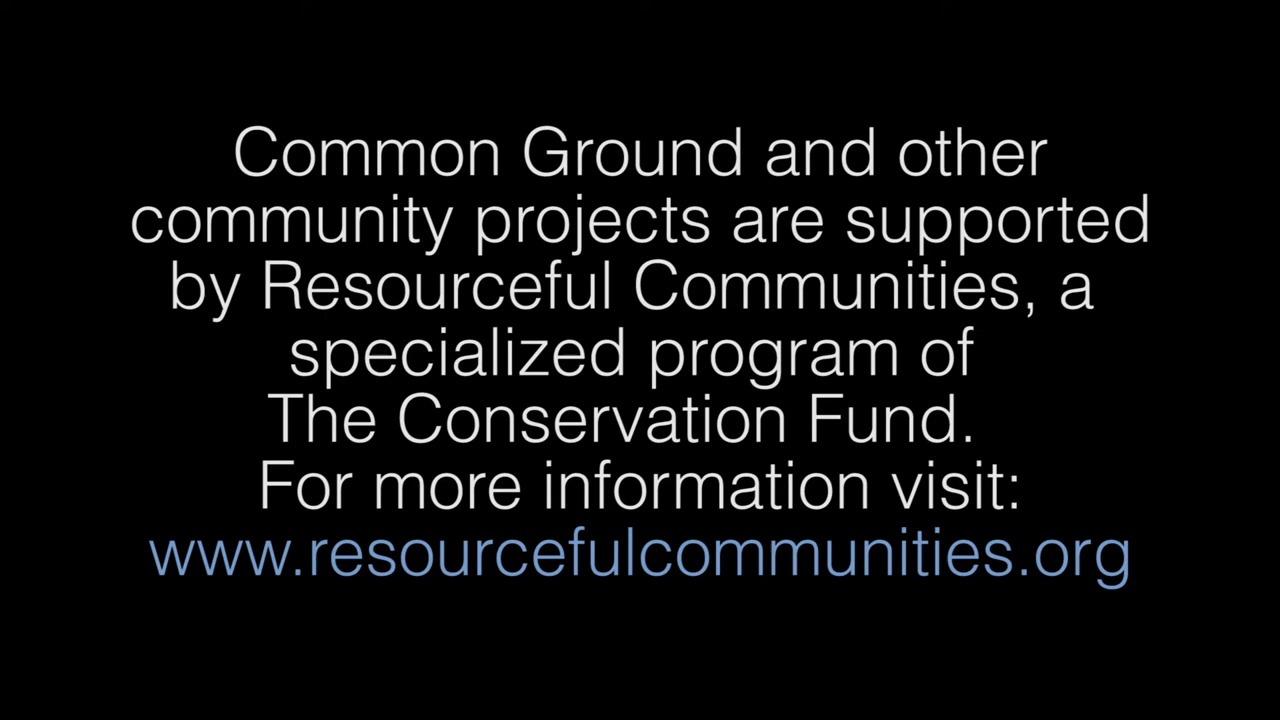 Common Ground and other
community projects are supported
by Resourceful Communities, a
specialized program of
The Conservation Fund.
For more information visit:
www.resourcefulcommunities.org